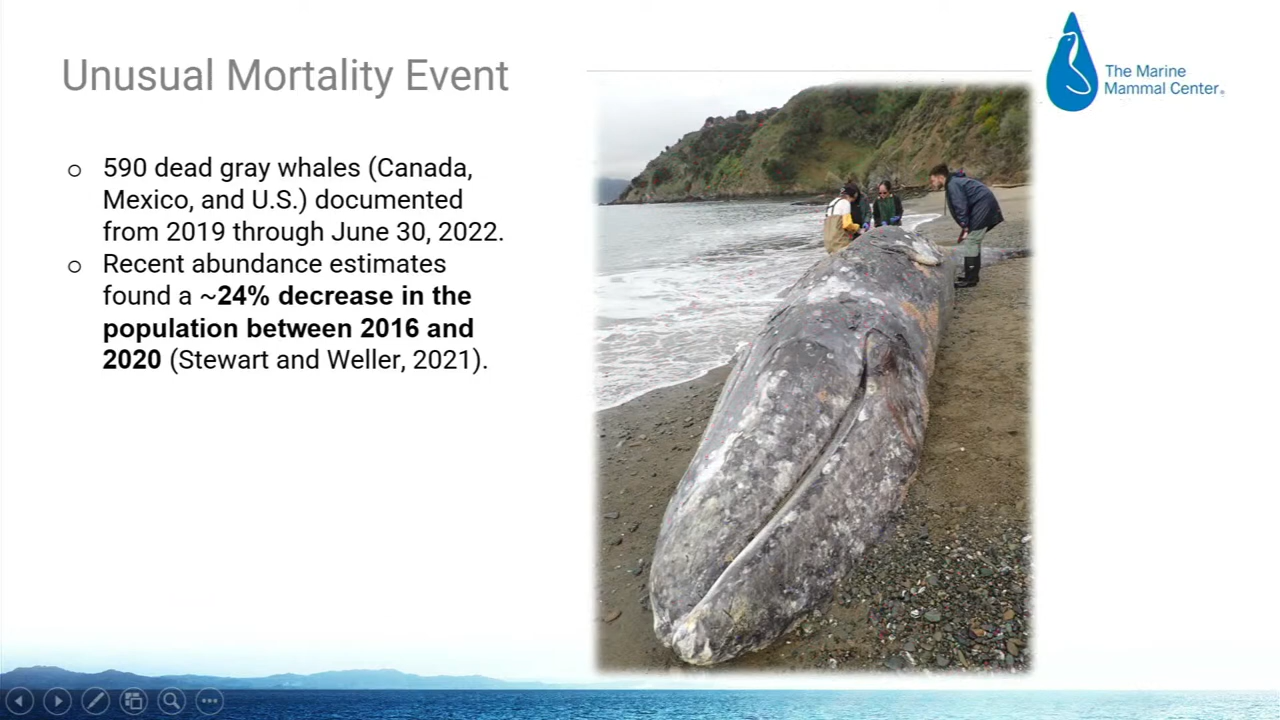 Unusual Mortality Event
The Marine
Mammal Center®
590 dead gray whales (Canada,
Mexico, and U.S.) documented
from 2019 through June 30, 2022.
Recent abundance estimates
found a ~24% decrease in the
population between 2016 and
2020 (Stewart and Weller, 2021).